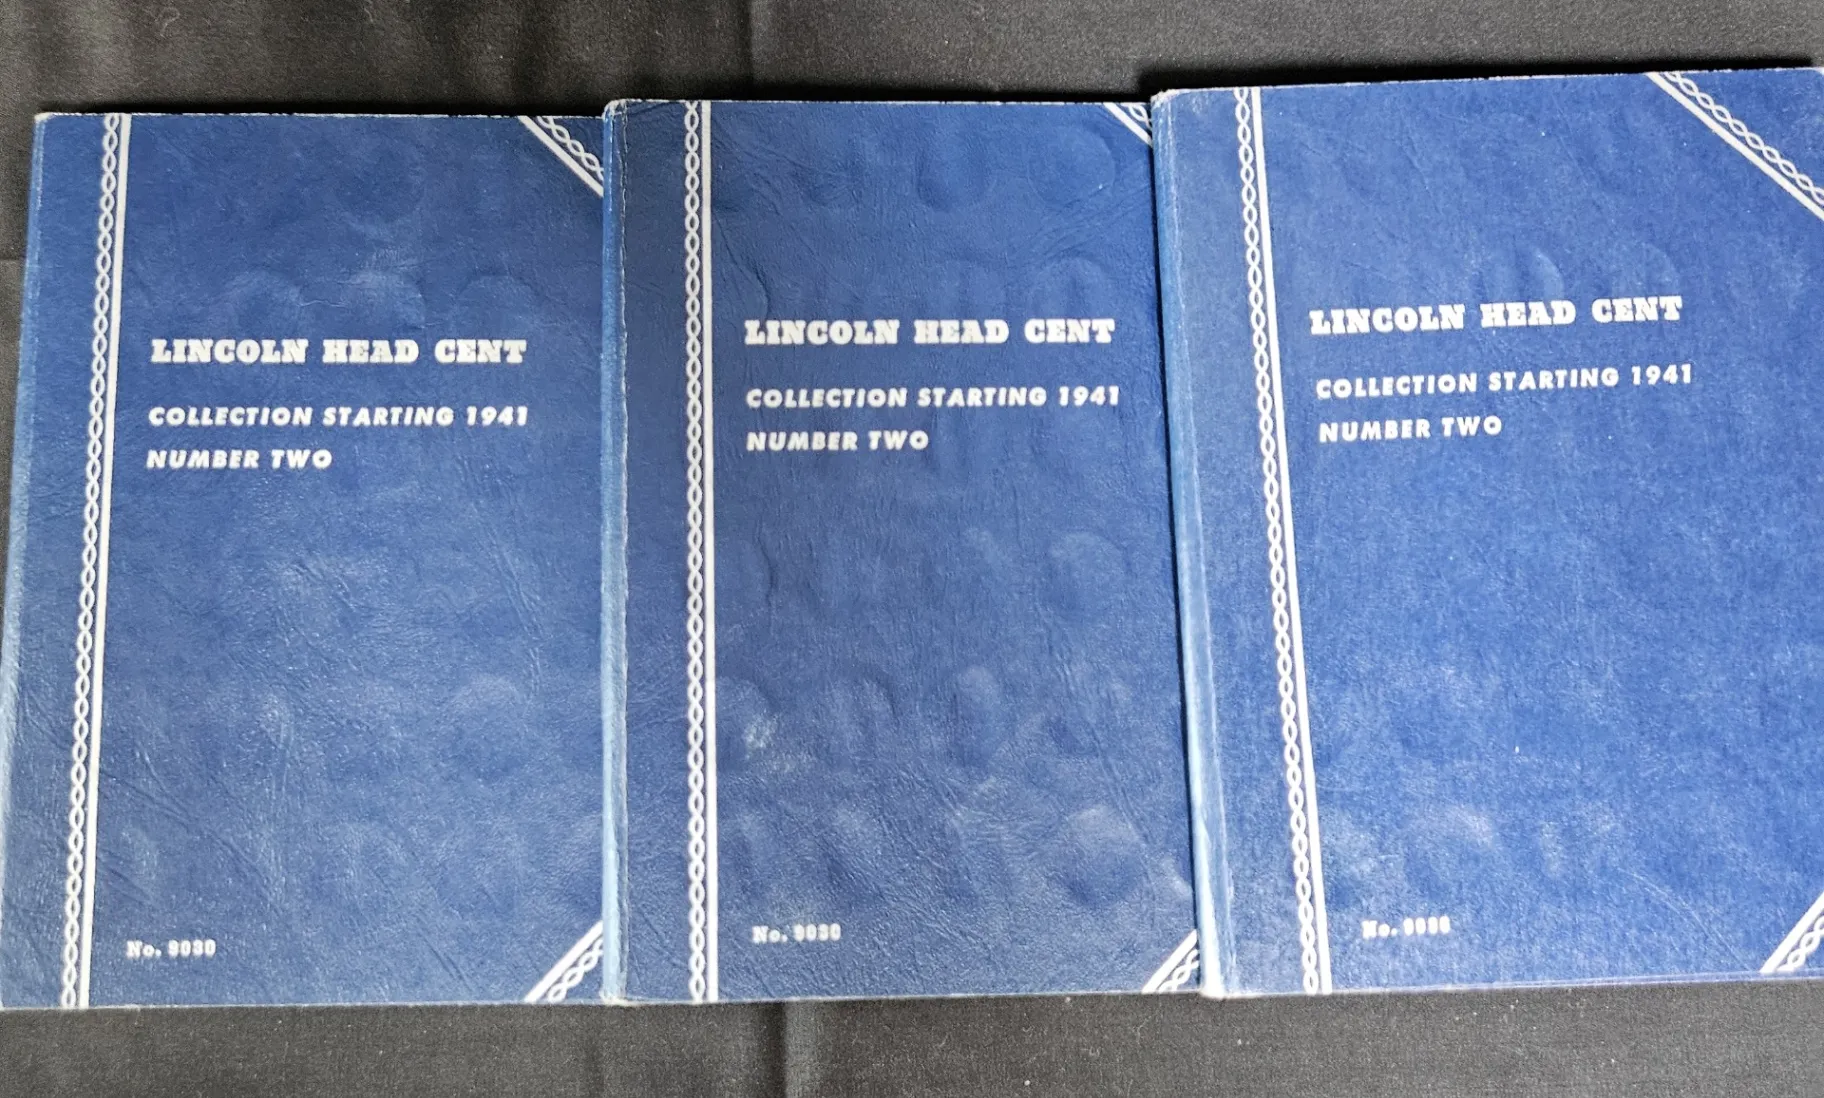 LINCOLN HEAD CENT
COLLECTION STARTING 1941
NUMBER TWO
No. 9030
LINCOLN HEAD CENT
COLLECTION STARTING 1941
NUMBER TWO
No. 9030
LINCOLN HEAD CENT
COLLECTION STARTING 1941
NUMBER TWO
No.